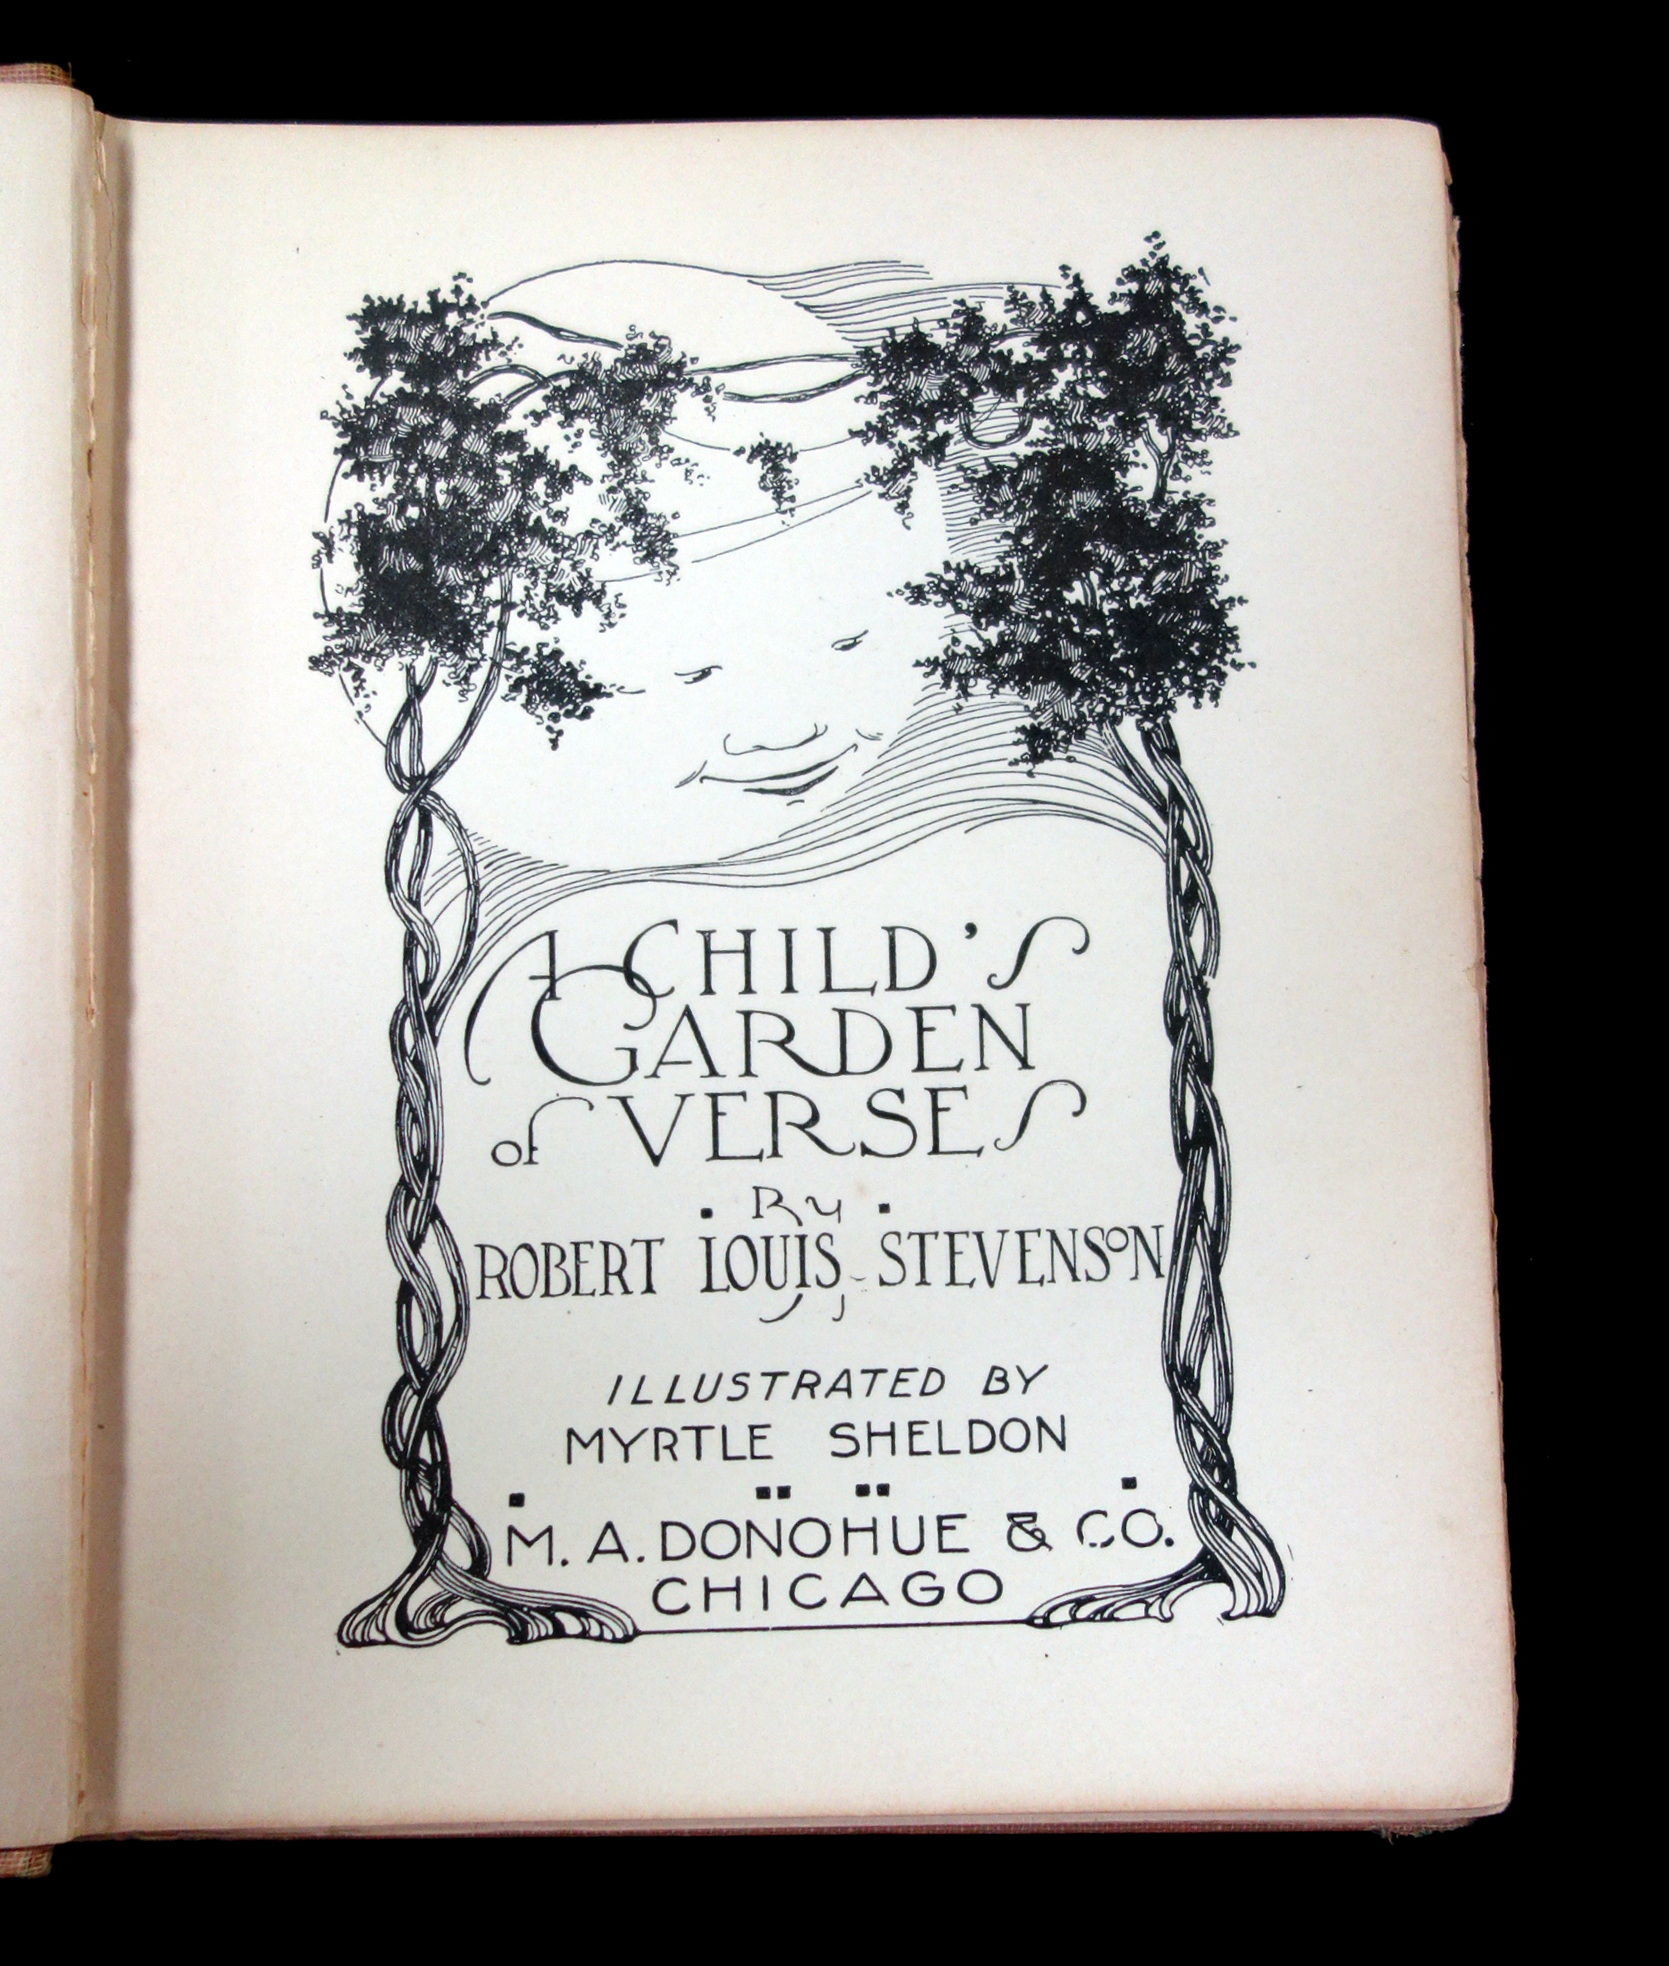 A CHILD'S
GARDEN
of VERSES
By
ROBERT LOUIS STEVENSON
ILLUSTRATED BY
MYRTLE SHELDON
M. A. DONOHUE & CO.
CHICAGO